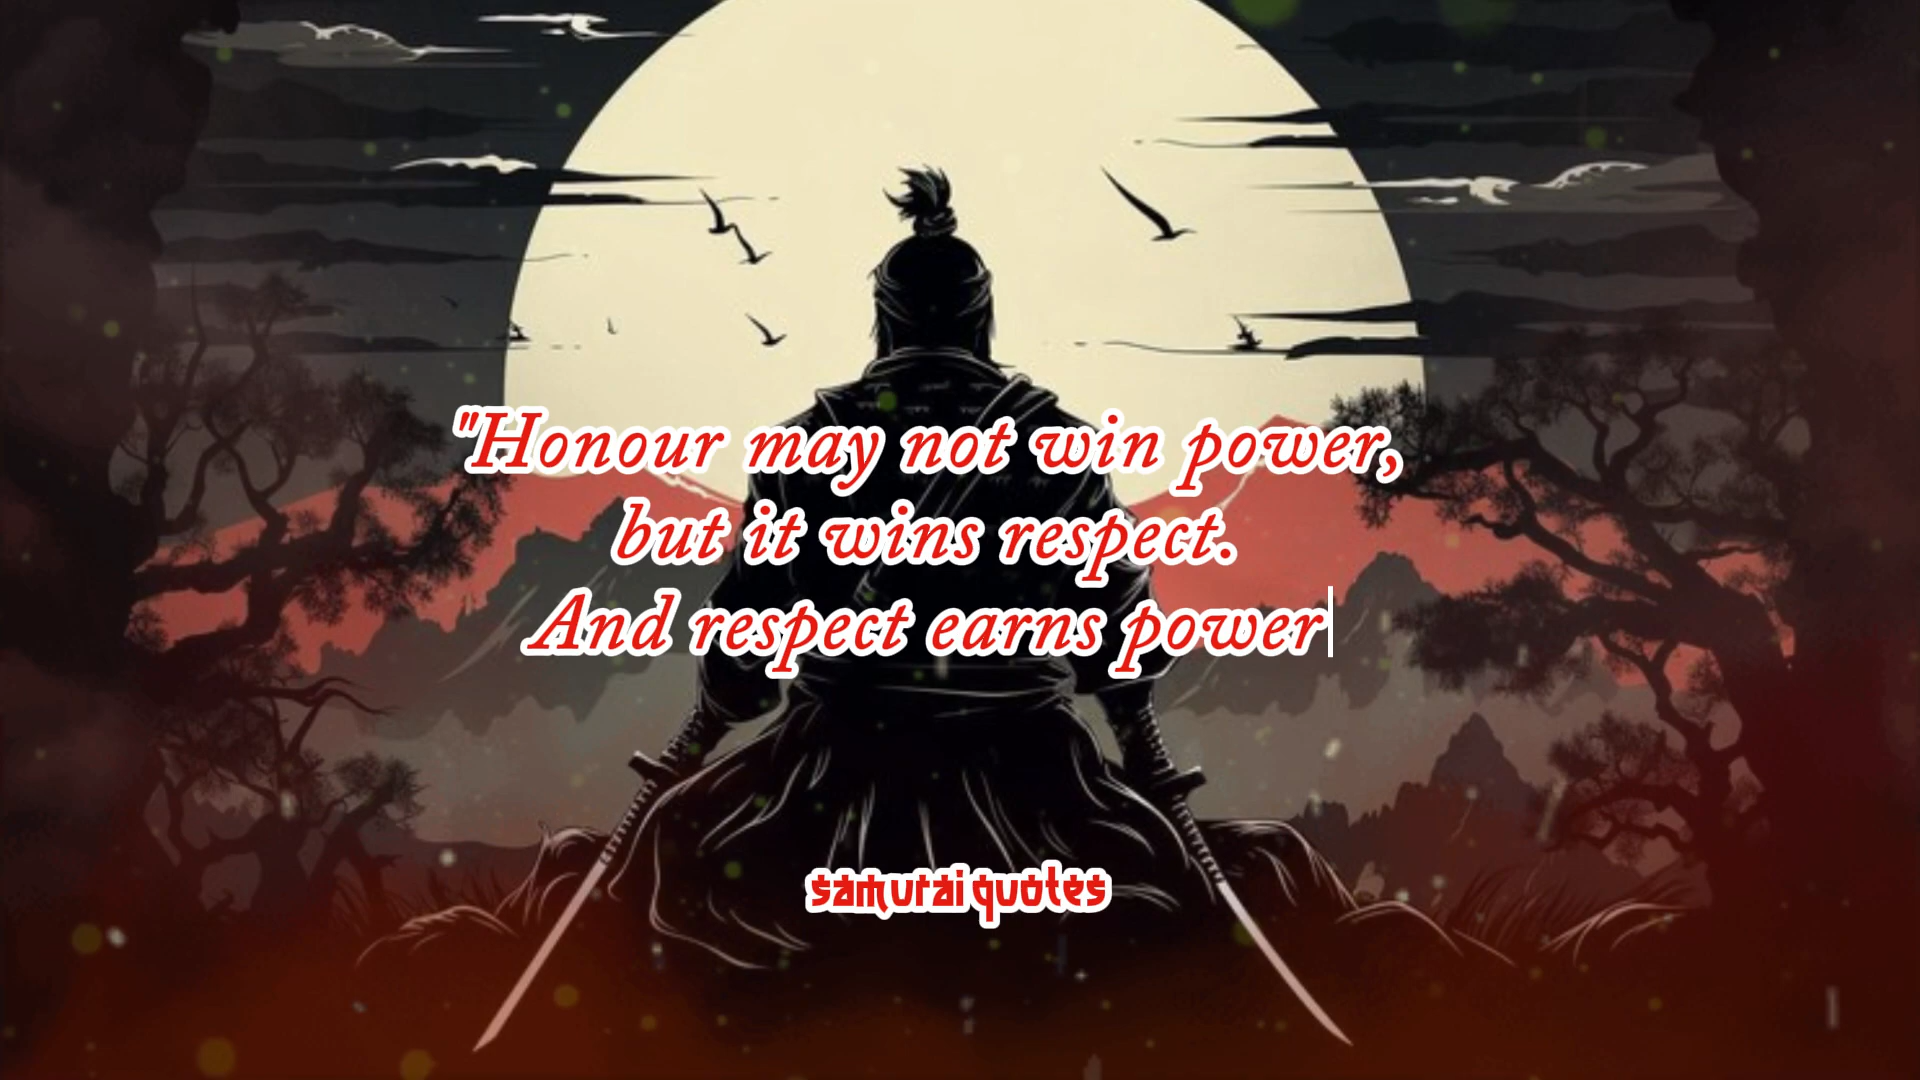 "Honour may not win power,
but it wins respect.
And respect earns power
samurai quotes